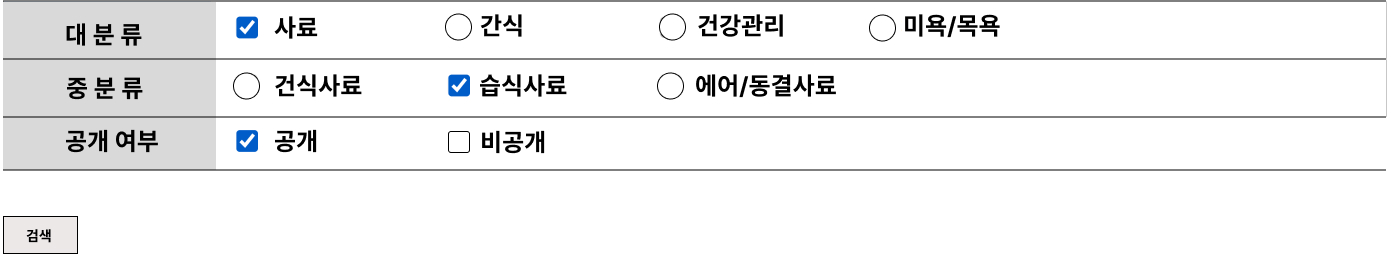 대 분 류 사료 간식 건강관리 미욕/목욕
중 분 류 건식사료 습식사료 에어/동결사료
공개 여부 공개 비공개
검색